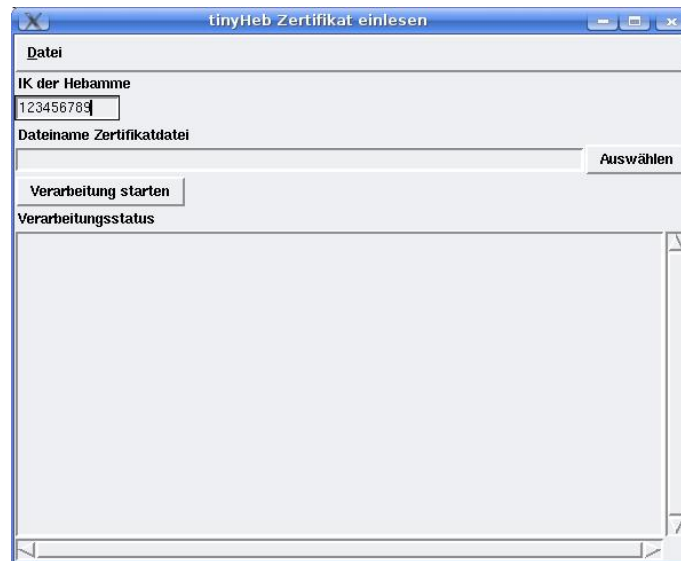 tinyHeb Zertifikat einlesen
Datei
IK der Hebamme
123456789
Dateiname Zertifikatdatei
Auswählen
Verarbeitung starten
Verarbeitungsstatus